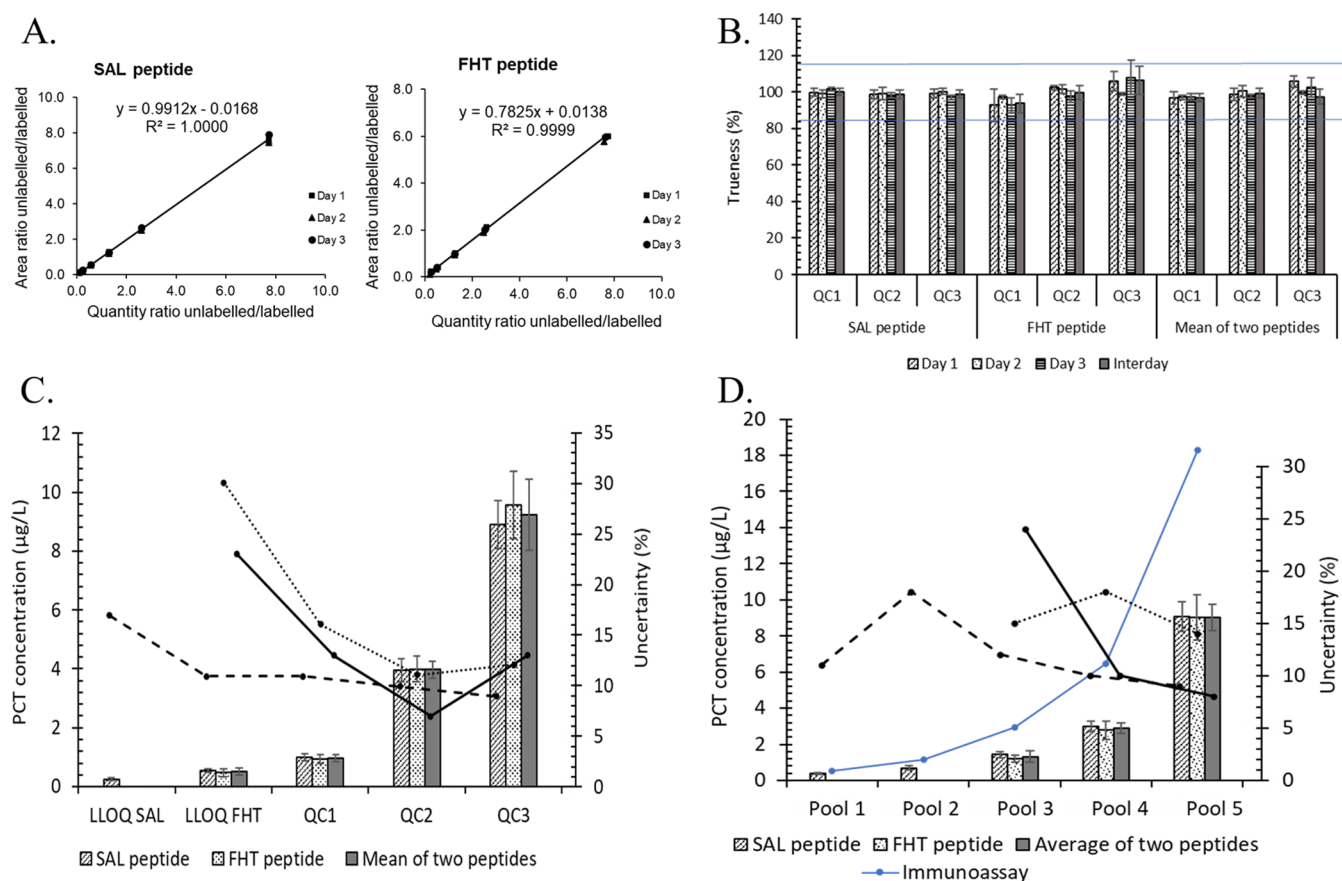 A.
SAL peptide
y = 0.9912x - 0.0168
R² = 1.0000
Area ratio unlabelled/labelled
10.0
8.0
6.0
4.0
2.0
0.0
0.0 2.0 4.0 6.0 8.0 10.0
Quantity ratio unlabelled/labelled
Day 1
Day 2
Day 3
FHT peptide
y = 0.7825x + 0.0138
R² = 0.9999
Area ratio unlabelled/labelled
8.0
6.0
4.0
2.0
0.0
0.0 2.0 4.0 6.0 8.0 10.0
Quantity ratio unlabelled/labelled
Day 1
Day 2
Day 3
B.
Trueness (%)
140
120
100
80
60
40
20
0
QC1 QC2 QC3 QC1 QC2 QC3 QC1 QC2 QC3
SAL peptide FHT peptide Mean of two peptides
Day 1 Day 2 Day 3 Interday
C.
PCT concentration (µg/L)
12
10
8
6
4
2
0
35
30
25
20
15
10
5
0
Uncertainty (%)
LLOQ SAL LLOQ FHT QC1 QC2 QC3
SAL peptide FHT peptide Mean of two peptides
D.
PCT concentration (µg/L)
20
18
16
14
12
10
8
6
4
2
0
30
25
20
15
10
5
0
Uncertainty (%)
Pool 1 Pool 2 Pool 3 Pool 4 Pool 5
SAL peptide FHT peptide Average of two peptides
Immunoassay